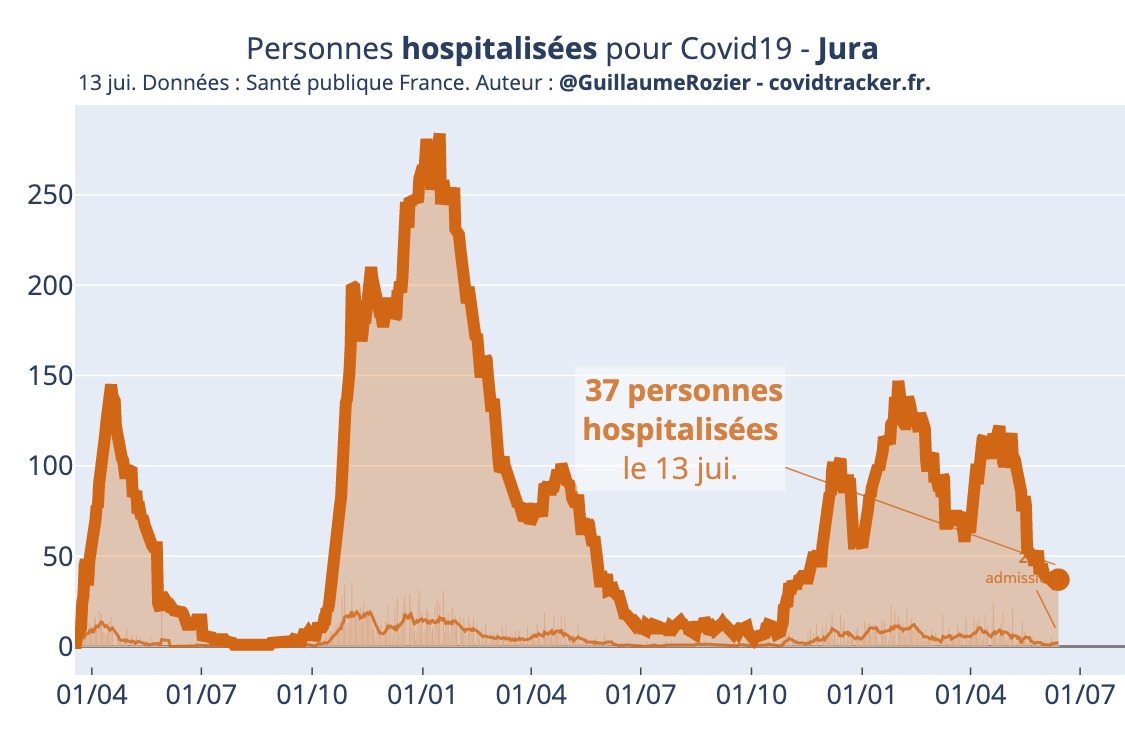 Personnes hospitalisées pour Covid19 - Jura
13 jui. Données : Santé publique France. Auteur : @GuillaumeRozier - covidtracker.fr.
250
200
150
100
50
0
37 personnes
hospitalisées
le 13 jui.
01/04 01/07 01/10 01/01 01/04 01/07 01/10 01/01 01/04 01/07